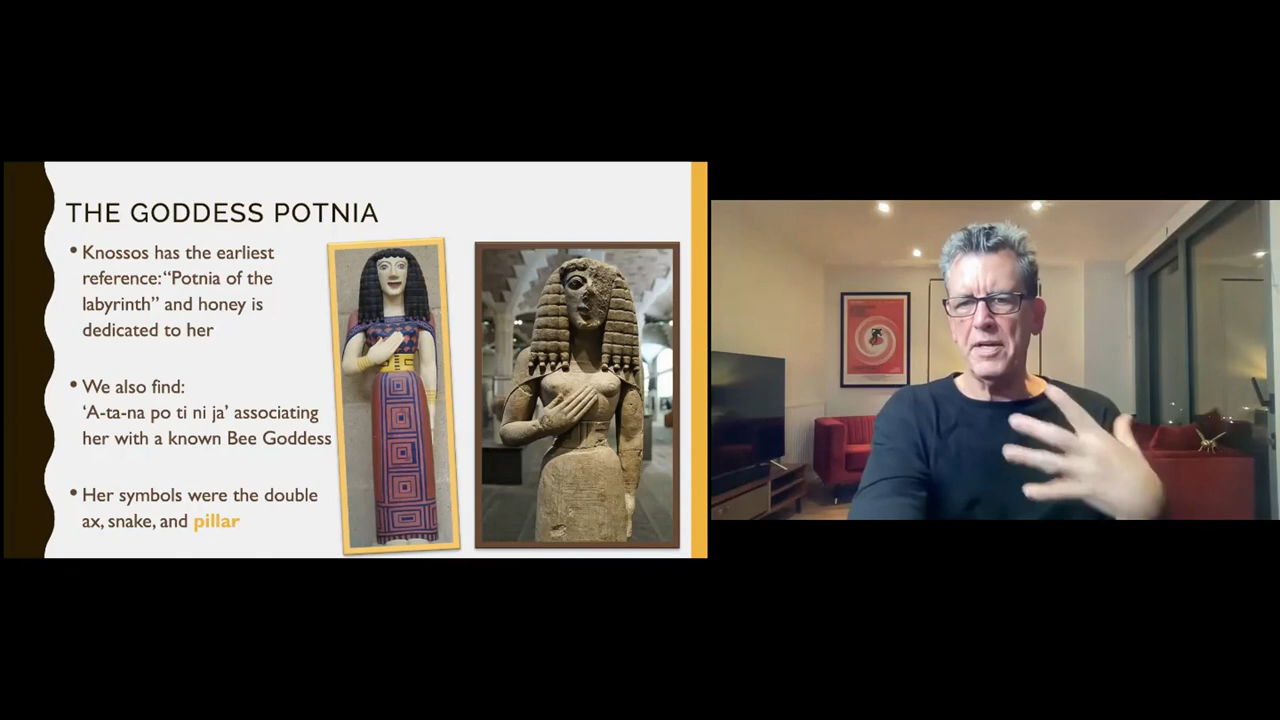 THE GODDESS POTNIA
• Knossos has the earliest
reference:“Potnia of the
labyrinth” and honey is
dedicated to her
• We also find:
‘A-ta-na po ti ni ja’ associating
her with a known Bee Goddess
• Her symbols were the double
ax, snake, and pillar